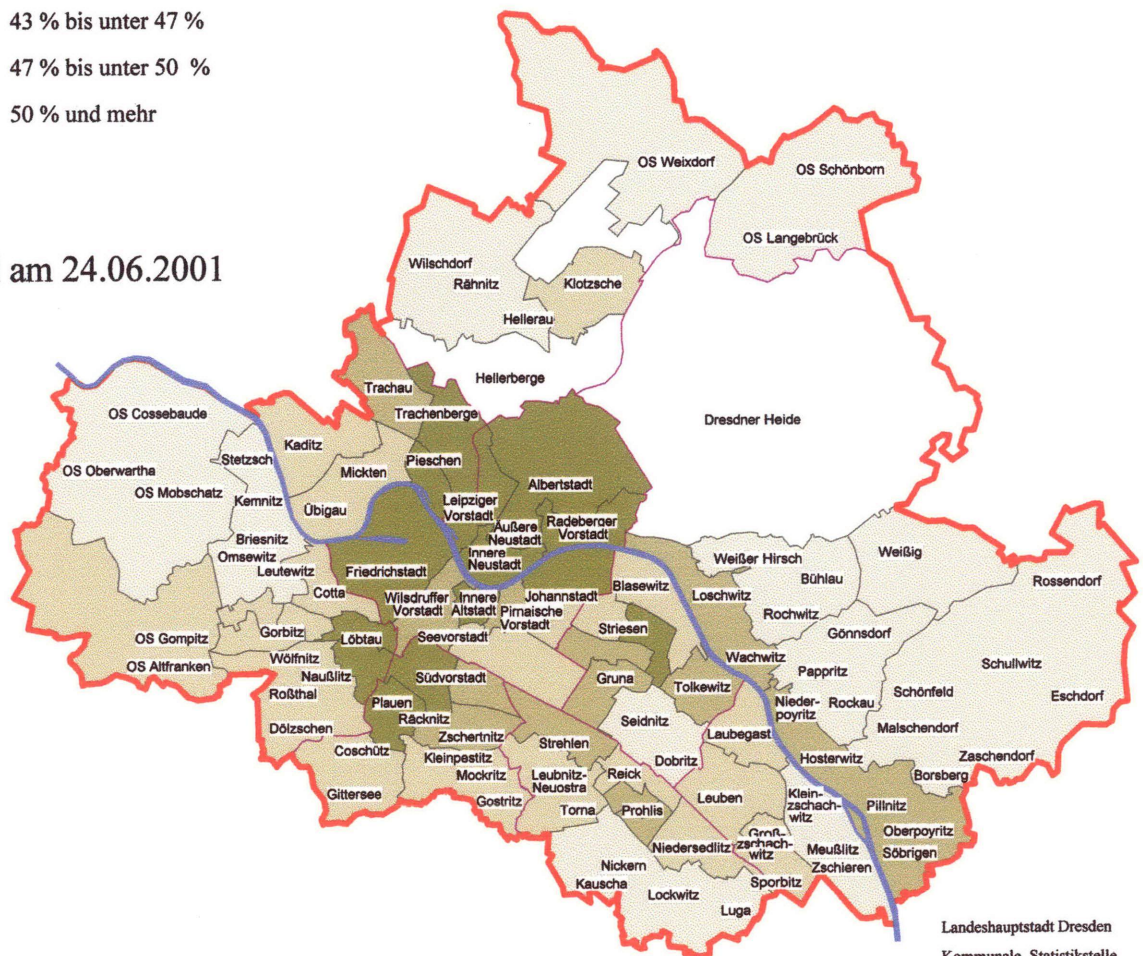 43 % bis unter 47 %
47 % bis unter 50 %
50 % und mehr
am 24.06.2001
OS Weixdorf
OS Schönborn
OS Langebrück
Wilschdorf
Rähnitz
Klotzsche
Hellerau
Hellerberge
Dresdner Heide
Trachau
Trachenberge
OS Cossebaude
Kaditz
Stetzsch
Mickten
Pieschen
OS Oberwartha
OS Mobschatz
Kemnitz
Übigau
Leipziger
Vorstadt
Albertstadt
Äußere
Neustadt
Radeberger
Vorstadt
Briesnitz
Omsewitz
Leutewitz
Innere
Neustadt
Friedrichstadt
Weißer Hirsch
Weißig
Bühlau
Rossendorf
Cotta
Wilsdruffer
Vorstadt
Innere
Altstadt
Johannstadt
Pirnaische
Vorstadt
Blasewitz
Loschwitz
Rochwitz
OS Gompitz
Gorbitz
Löbtau
Seevorstadt
Striesen
Gönnsdorf
OS Altfranken
Wölfnitz
Naußlitz
Südvorstadt
Gruna
Tolkewitz
Wachwitz
Pappritz
Schullwitz
Roßthal
Plauen
Räcknitz
Seidnitz
Nieder-
poyritz
Rockau
Schönfeld
Eschdorf
Dölzschen
Zschertnitz
Strehlen
Laubegast
Malschendorf
Coschütz
Kleinpestitz
Mockritz
Leubnitz-
Neuostra
Reick
Dobritz
Hosterwitz
Zaschendorf
Borsberg
Gittersee
Gostritz
Torna
Prohlis
Leuben
Klein-
zschach-
witz
Pillnitz
Oberpoyritz
Söbrigen
Niedersedlitz
Groß-
zschach-
witz
Meußlitz
Zschieren
Nickern
Kauscha
Lockwitz
Sporbitz
Luga
Landeshauptstadt Dresden
Kommunale Statistikstelle